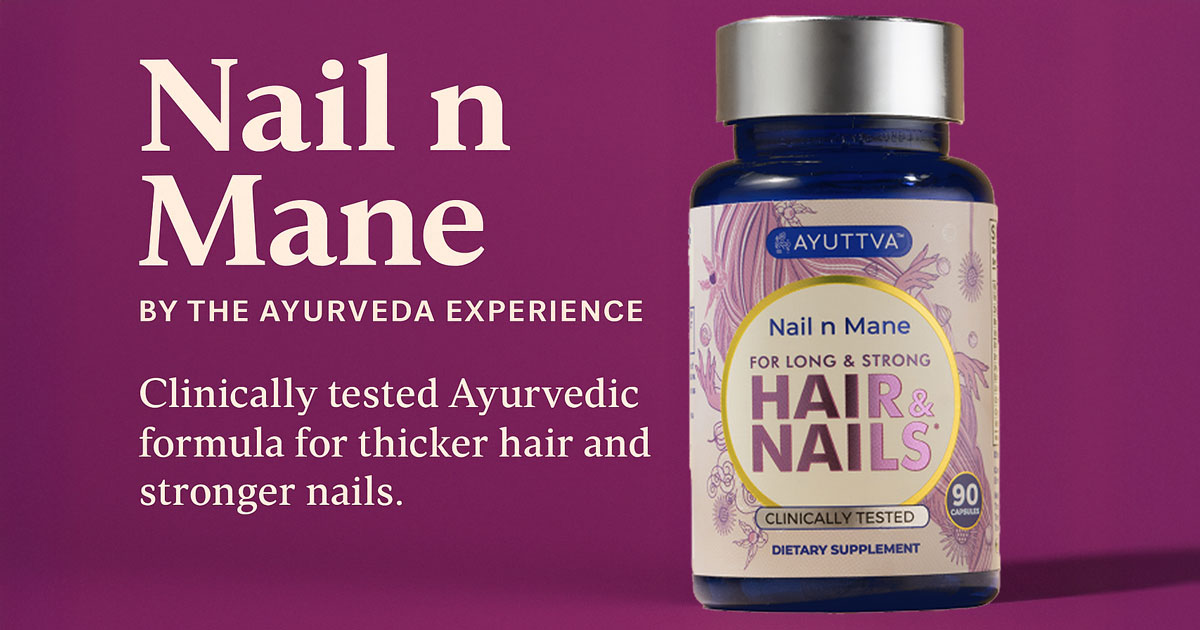 Nail n
Mane
BY THE AYURVEDA EXPERIENCE
Clinically tested Ayurvedic
formula for thicker hair and
stronger nails.
AYUTTVA™
Nail n Mane
FOR LONG & STRONG
HAIR &
NAILS*
90
CAPSULES
CLINICALLY TESTED
DIETARY SUPPLEMENT